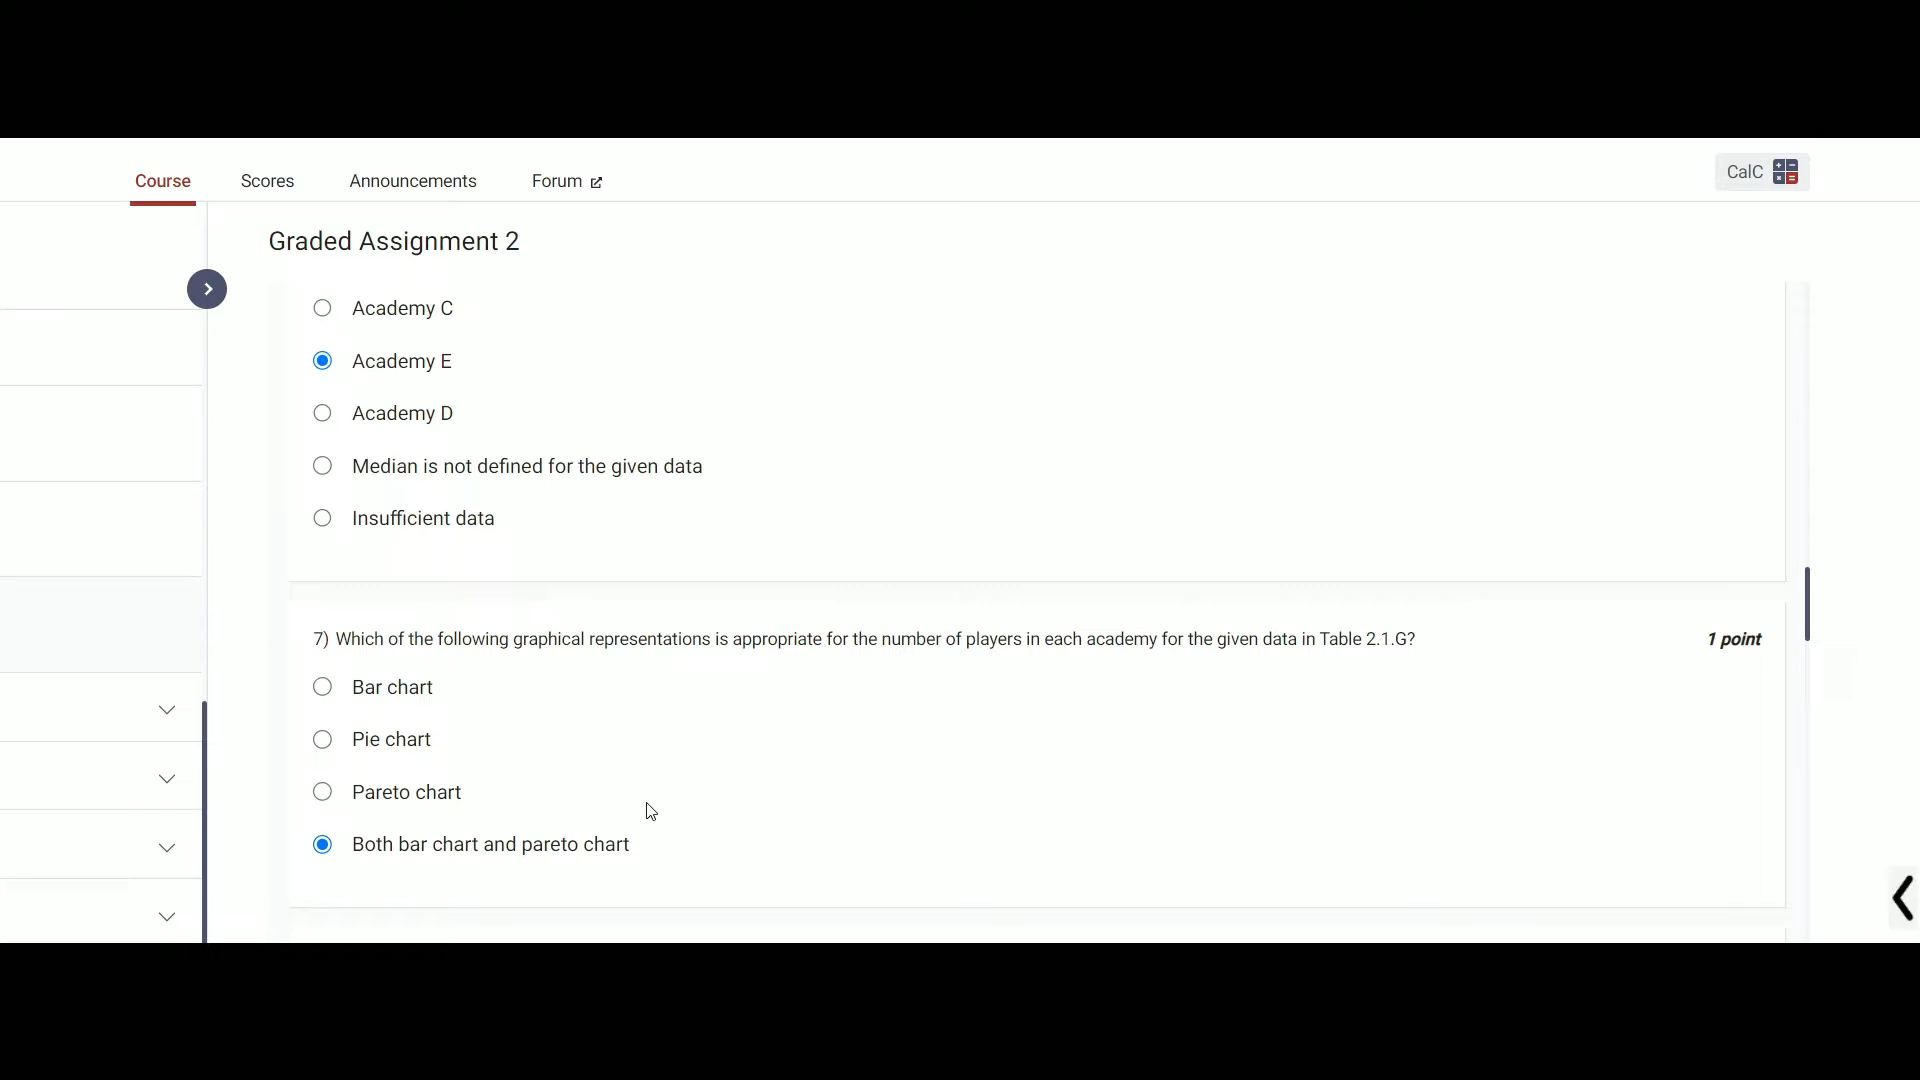 Course Scores Announcements Forum
CalC
Graded Assignment 2
Academy C
Academy E
Academy D
Median is not defined for the given data
Insufficient data
7) Which of the following graphical representations is appropriate for the number of players in each academy for the given data in Table 2.1.G?
1 point
Bar chart
Pie chart
Pareto chart
Both bar chart and pareto chart